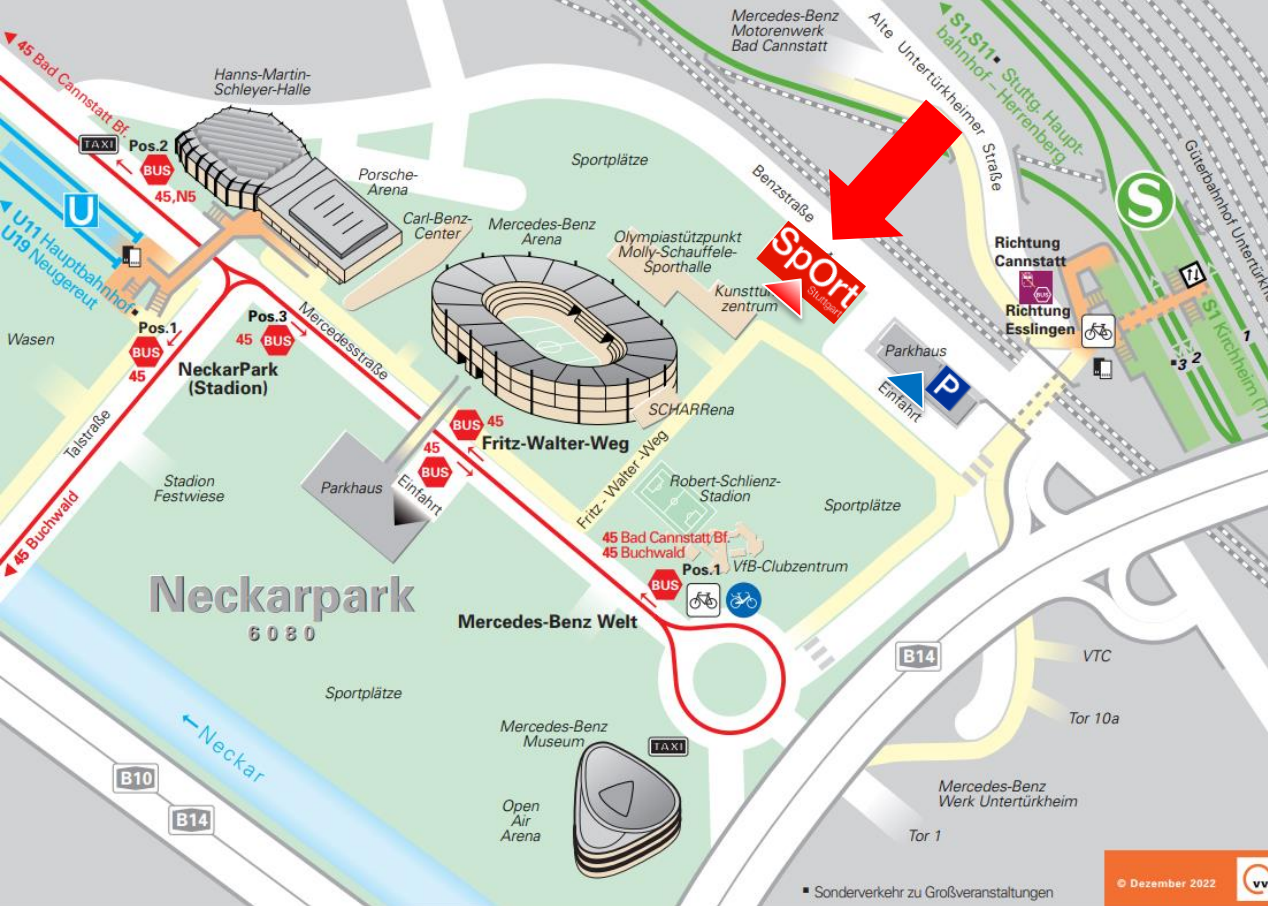 Mercedes-Benz
Motorenwerk
Bad Cannstatt
Alte Untertürkheimer Straße
S1,S11▪ Stuttg. Haupt-
bahnhof – Herrenberg
Güterbahnhof Untertürkhei
45 Bad Cannstatt Bf.
Hanns-Martin-
Schleyer-Halle
TAXI
Pos.2
BUS
45,N5
Porsche-
Arena
Carl-Benz-
Center
Mercedes-Benz
Arena
Sportplätze
Benzstraße
Olympiastützpunkt
Molly-Schauffele-
Sporthalle
Kunsttur
zentrum
SpOrt
Stuttgart
S
Richtung
Cannstatt
BUS
Richtung
Esslingen
S1 Kirchheim (T)
1
2
▪3
U
U11 Hauptbahnhof▪
U19 Neugereut
Wasen
Pos.1
BUS
45
Pos.3
45 BUS
Mercedesstraße
NeckarPark
(Stadion)
Talstraße
45 Buchwald
Parkhaus
P
Einfahrt
SCHARRena
BUS 45
Fritz-Walter-Weg
45
BUS
Einfahrt
Parkhaus
Stadion
Festwiese
Fritz - Walter -Weg
Robert-Schlienz-
Stadion
Sportplätze
45 Bad Cannstatt Bf.
45 Buchwald
Pos.1
BUS
VfB-Clubzentrum
Neckarpark
6080
Mercedes-Benz Welt
B14
VTC
Tor 10a
Sportplätze
Neckar
Mercedes-Benz
Museum
TAXI
Open
Air
Arena
B10
B14
Mercedes-Benz
Werk Untertürkheim
Tor 1
▪ Sonderverkehr zu Großveranstaltungen
© Dezember 2022
vv